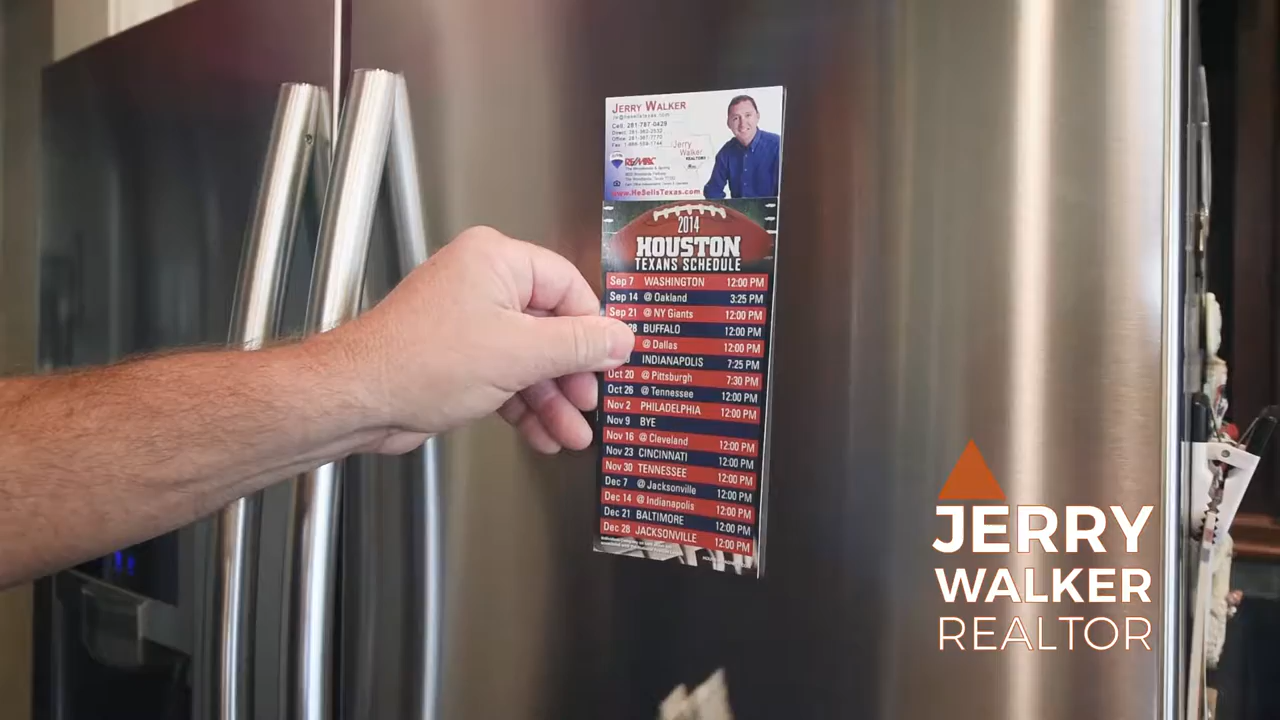 JERRY WALKER
Cell: 281-787-0428
Jerry
Walker
REALTORS
RE/MAX
www.HeSellsTexas.com
2014
HOUSTON
TEXANS SCHEDULE
Sep 7 WASHINGTON 12:00 PM
Sep 14 @ Oakland 3:25 PM
Sep 21 @ NY Giants 12:00 PM
28 BUFFALO 12:00 PM
@ Dallas 12:00 PM
INDIANAPOLIS 7:25 PM
Oct 20 @ Pittsburgh 7:30 PM
Oct 26 @ Tennessee 12:00 PM
Nov 2 PHILADELPHIA 12:00 PM
Nov 9 BYE
Nov 16 @ Cleveland 12:00 PM
Nov 23 CINCINNATI 12:00 PM
Nov 30 TENNESSEE 12:00 PM
Dec 7 @ Jacksonville 12:00 PM
Dec 14 @ Indianapolis 12:00 PM
Dec 21 BALTIMORE 12:00 PM
Dec 28 JACKSONVILLE 12:00 PM
JERRY
WALKER
REALTOR